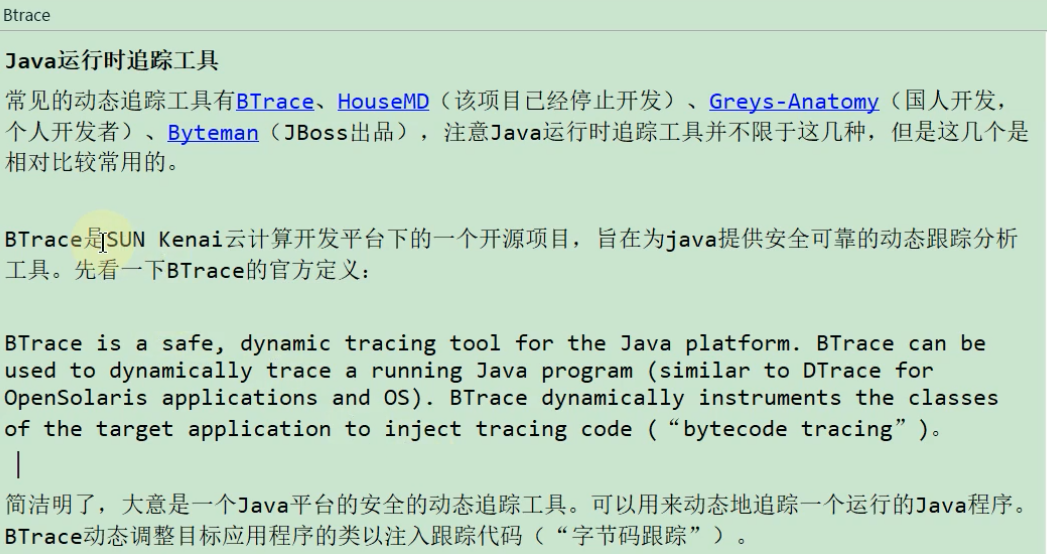 Btrace
Java运行时追踪工具
常见的动态追踪工具有BTrace、HouseMD（该项目已经停止开发）、Greys-Anatomy（国人开发，
个人开发者）、Byteman（JBoss出品），注意Java运行时追踪工具并不限于这几种，但是这几个是
相对比较常用的。
BTrace是SUN Kenai云计算开发平台下的一个开源项目，旨在为java提供安全可靠的动态跟踪分析
工具。先看一下BTrace的官方定义：
BTrace is a safe, dynamic tracing tool for the Java platform. BTrace can be
used to dynamically trace a running Java program (similar to DTrace for
OpenSolaris applications and OS). BTrace dynamically instruments the classes
of the target application to inject tracing code (“bytecode tracing”)。
简洁明了，大意是一个Java平台的安全的动态追踪工具。可以用来动态地追踪一个运行的Java程序。
BTrace动态调整目标应用程序的类以注入跟踪代码（“字节码跟踪”）。